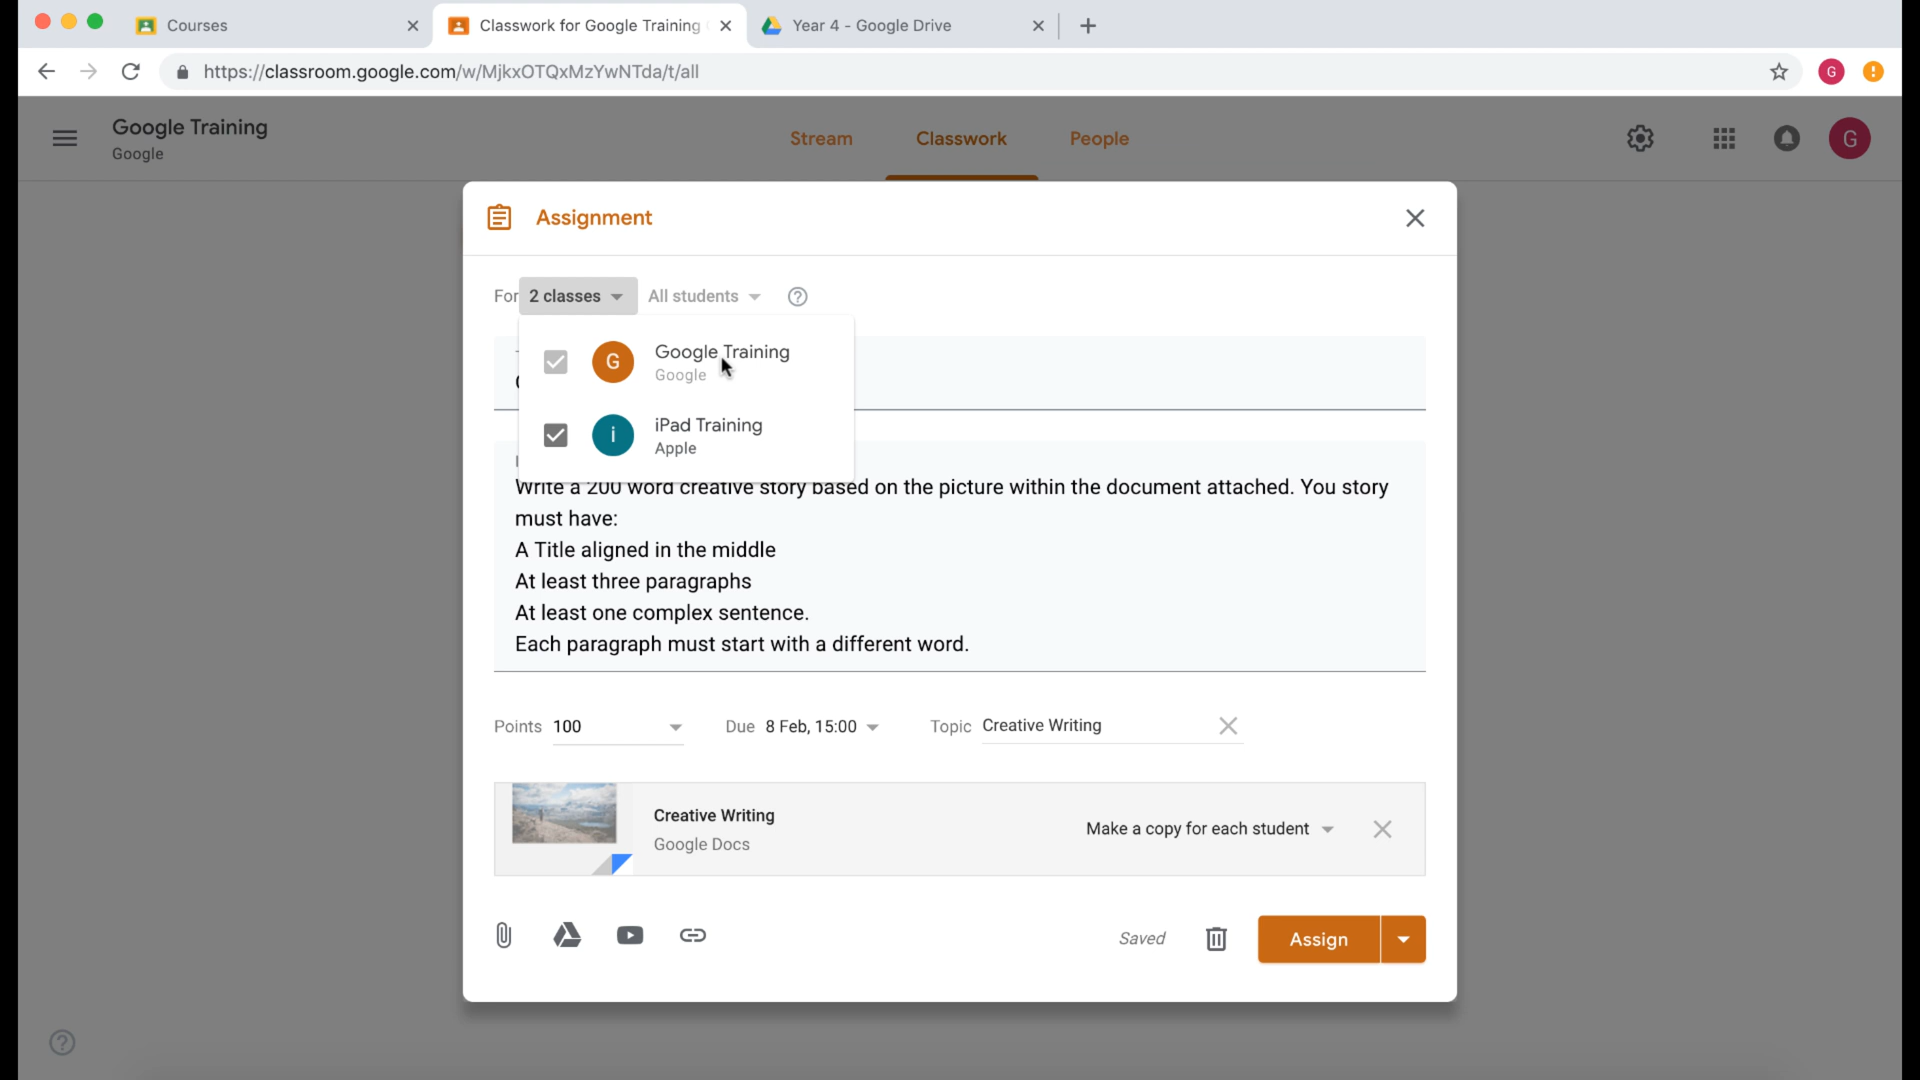 Courses
Classwork for Google Training
Year 4 - Google Drive
https://classroom.google.com/w/MjkxOTQxMzYwNTda/t/all
G
Google Training
Google
Stream
Classwork
People
G
Assignment
For 2 classes All students
G
Google Training
Google
i
iPad Training
Apple
Write a 200 word creative story based on the picture within the document attached. You story
must have:
A Title aligned in the middle
At least three paragraphs
At least one complex sentence.
Each paragraph must start with a different word.
Points 100 Due 8 Feb, 15:00 Topic Creative Writing
Creative Writing
Google Docs
Make a copy for each student
Saved
Assign